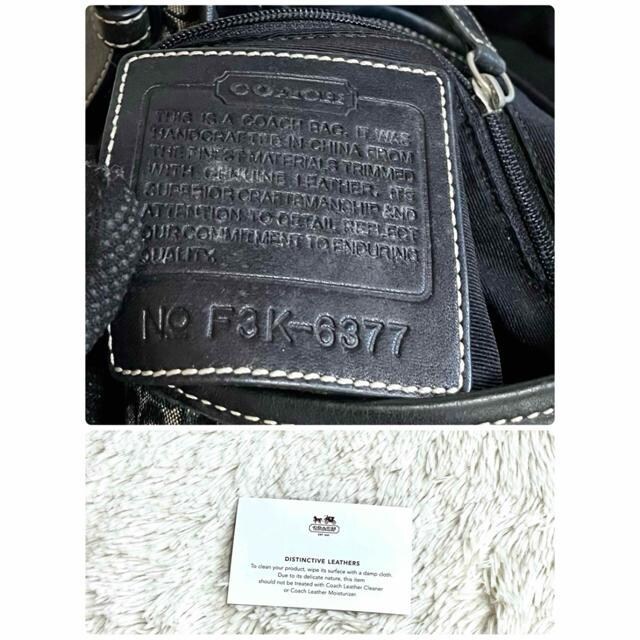 COACH
THIS IS A COACH BAG. IT WAS
HANDCRAFTED IN CHINA FROM
THE FINEST MATERIALS TRIMMED
WITH GENUINE LEATHER. ITS
SUPERIOR CRAFTSMANSHIP AND
ATTENTION TO DETAIL REFLECT
OUR COMMITMENT TO ENDURING
QUALITY.
No F3K-6377
COACH
EST. 1941
DISTINCTIVE LEATHERS
To clean your product, wipe its surface with a damp cloth.
Due to its delicate nature, this item
should not be treated with Coach Leather Cleaner
or Coach Leather Moisturizer.